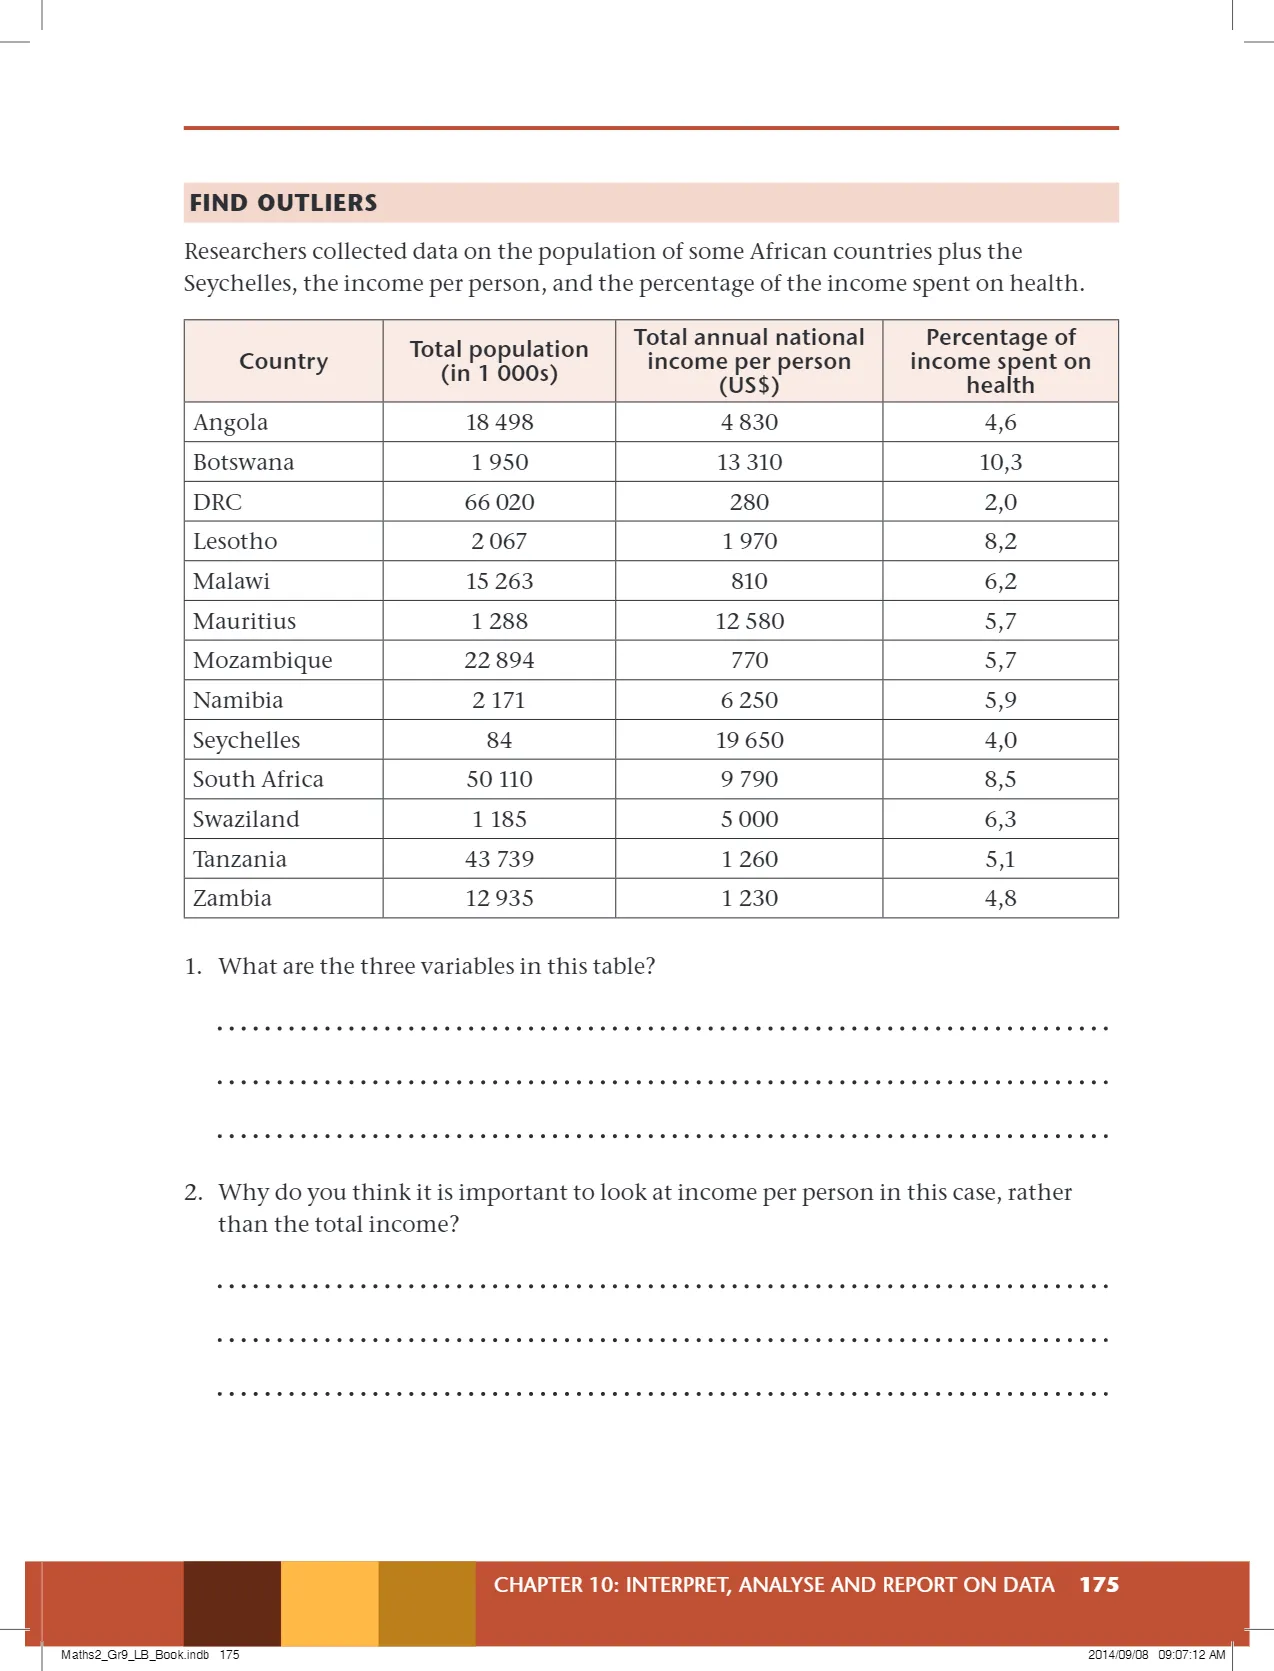 FIND OUTLIERS
Researchers collected data on the population of some African countries plus the
Seychelles, the income per person, and the percentage of the income spent on health.
Country | Total population (in 1 000s) | Total annual national income per person (US$) | Percentage of income spent on health
Angola 18 498 4 830 4,6
Botswana 1 950 13 310 10,3
DRC 66 020 280 2,0
Lesotho 2 067 1 970 8,2
Malawi 15 263 810 6,2
Mauritius 1 288 12 580 5,7
Mozambique 22 894 770 5,7
Namibia 2 171 6 250 5,9
Seychelles 84 19 650 4,0
South Africa 50 110 9 790 8,5
Swaziland 1 185 5 000 6,3
Tanzania 43 739 1 260 5,1
Zambia 12 935 1 230 4,8
1. What are the three variables in this table?
2. Why do you think it is important to look at income per person in this case, rather
than the total income?
CHAPTER 10: INTERPRET, ANALYSE AND REPORT ON DATA 175
Maths2_Gr9_LB_Book.indb 175 2014/09/08 09:07:12 AM